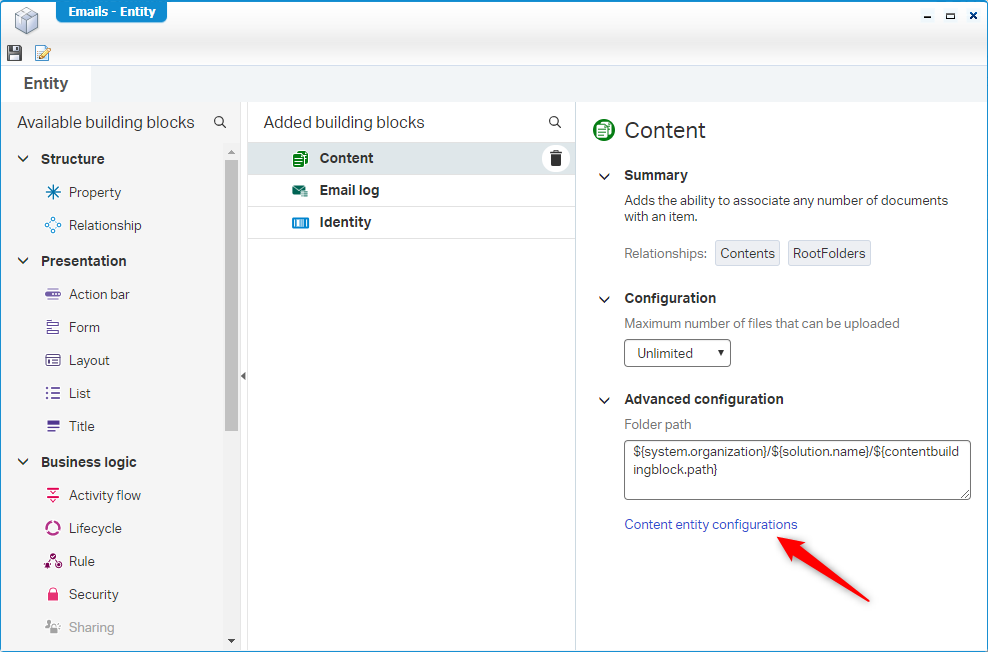 Emails - Entity
Entity
Available building blocks
Structure
Property
Relationship
Presentation
Action bar
Form
Layout
List
Title
Business logic
Activity flow
Lifecycle
Rule
Security
Sharing
Added building blocks
Content
Email log
Identity
Content
Summary
Adds the ability to associate any number of documents
with an item.
Relationships: Contents RootFolders
Configuration
Maximum number of files that can be uploaded
Unlimited
Advanced configuration
Folder path
${system.organization}/${solution.name}/${contentbuild
ingblock.path}
Content entity configurations